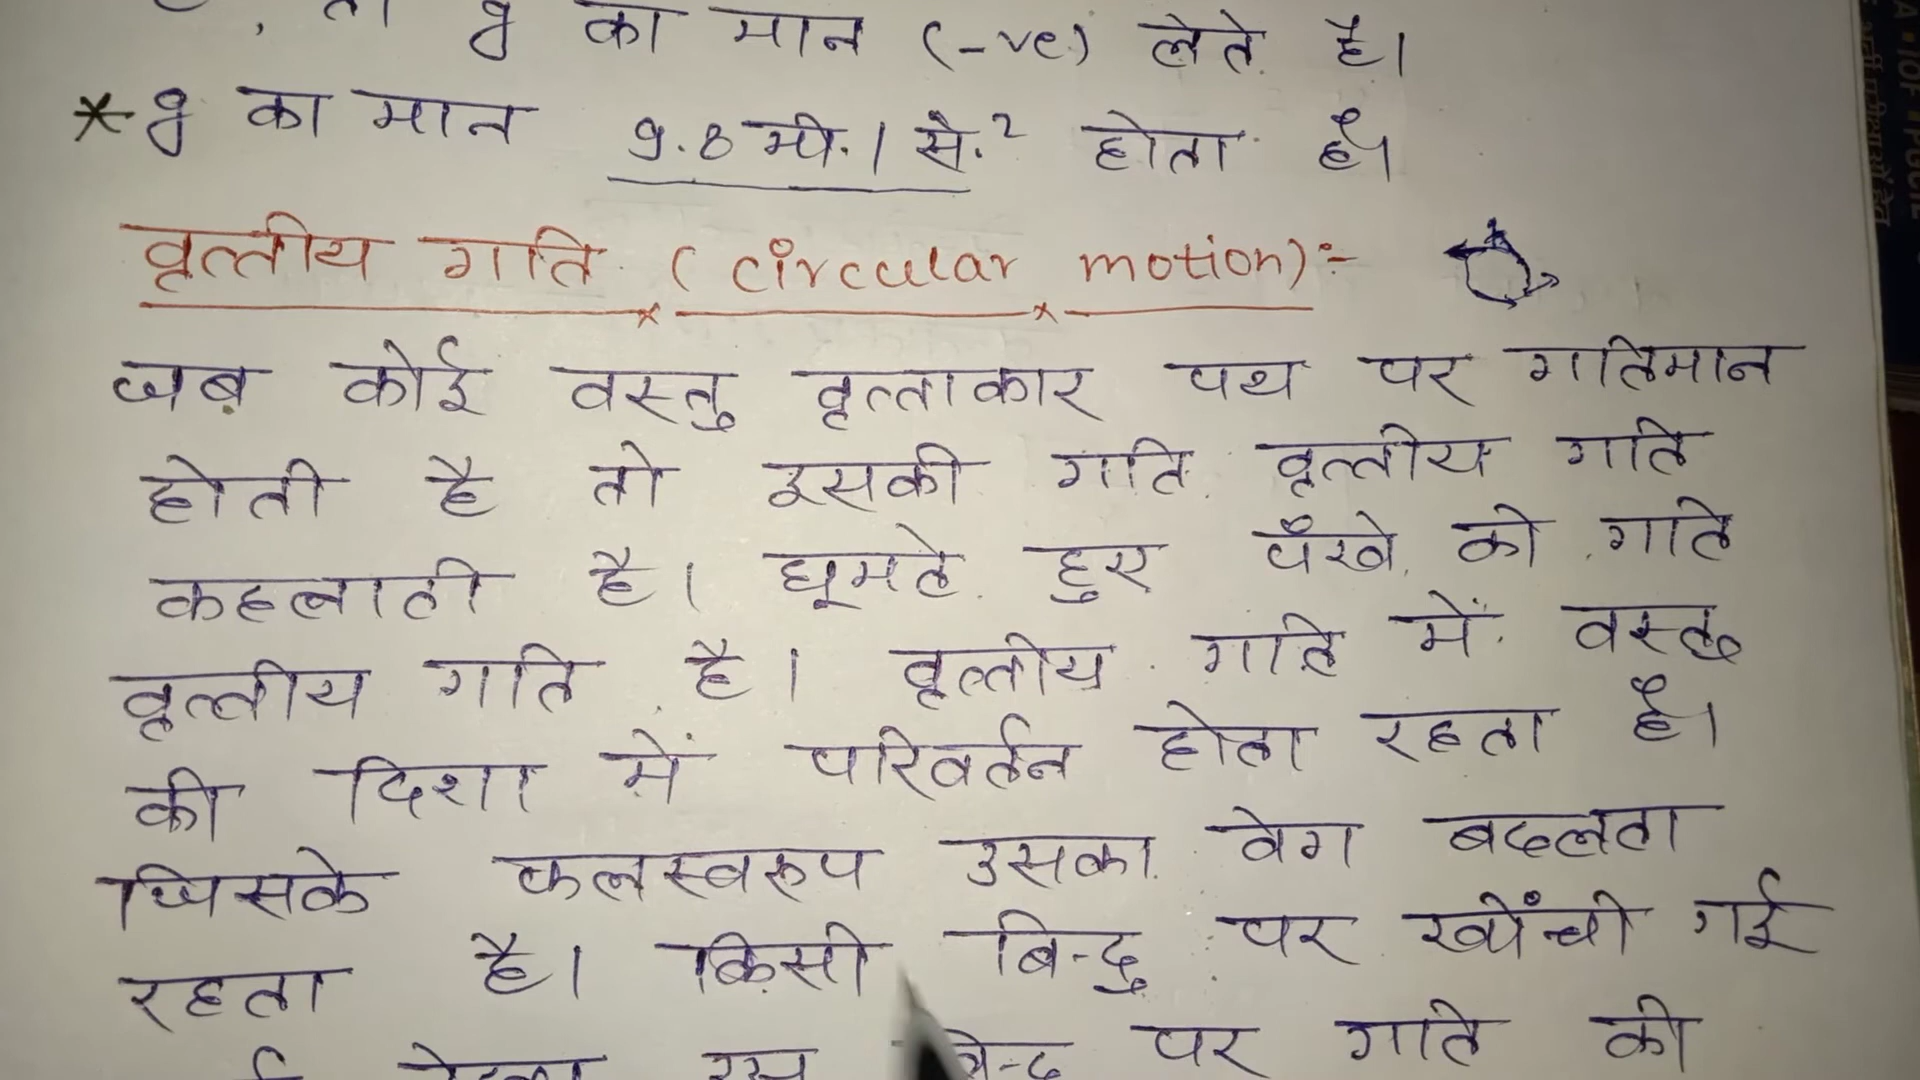 , तो g का मान (-ve) लेते है।
* g का मान 9.8 मी. / से.² होता है।
वृत्तीय गति (circular motion):-
जब कोई वस्तु वृत्ताकार पथ पर गतिमान
होती है तो इसकी गति वृत्तीय गति
कहलाती है। घूमते हुए पँखे की गति
वृत्तीय गति है। वृत्तीय गति में वस्तु
की दिशा में परिवर्तन होता रहता है।
जिसके फलस्वरूप उसका वेग बदलता
रहता है। किसी बिन्दु पर खींची गई
पर गति की